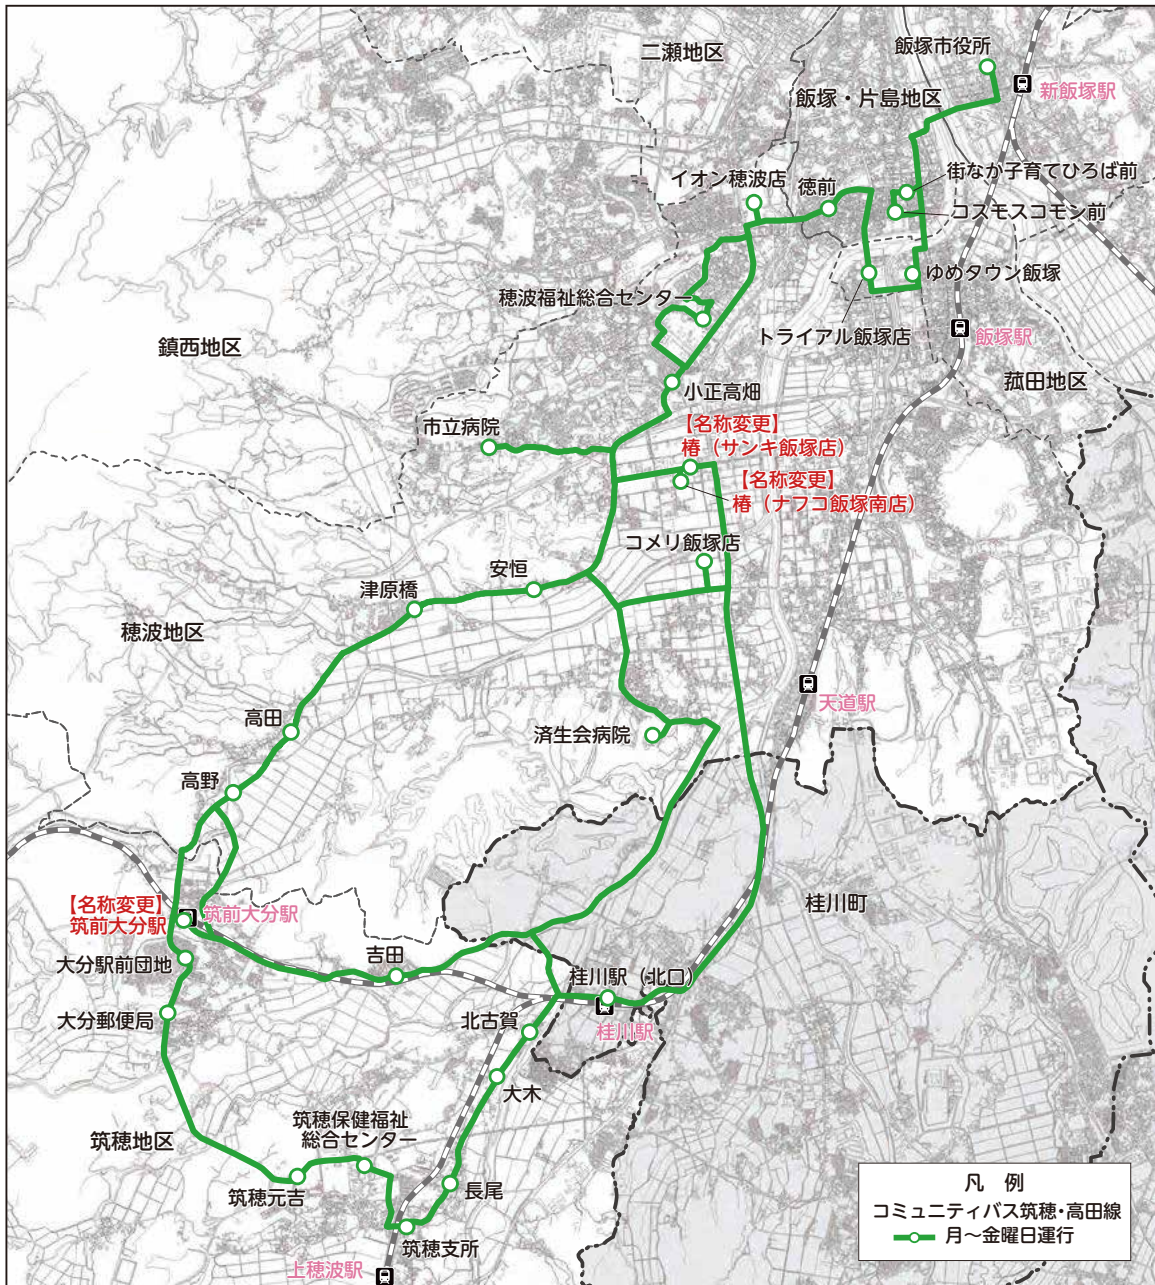 二瀬地区
飯塚市役所
飯塚・片島地区
新飯塚駅
イオン穂波店
徳前
街なか子育てひろば前
コスモスコモン前
ゆめタウン飯塚
穂波福祉総合センター
トライアル飯塚店
飯塚駅
鎮西地区
菰田地区
小正高畑
市立病院
【名称変更】
椿（サンキ飯塚店）
【名称変更】
椿（ナフコ飯塚南店）
コメリ飯塚店
安恒
津原橋
穂波地区
天道駅
高田
済生会病院
高野
桂川町
【名称変更】
筑前大分駅
筑前大分駅
大分駅前団地
吉田
桂川駅（北口）
大分郵便局
北古賀
桂川駅
大木
筑穂保健福祉
総合センター
筑穂地区
筑穂元吉
長尾
筑穂支所
上穂波駅
凡 例
コミュニティバス筑穂・高田線
月～金曜日運行